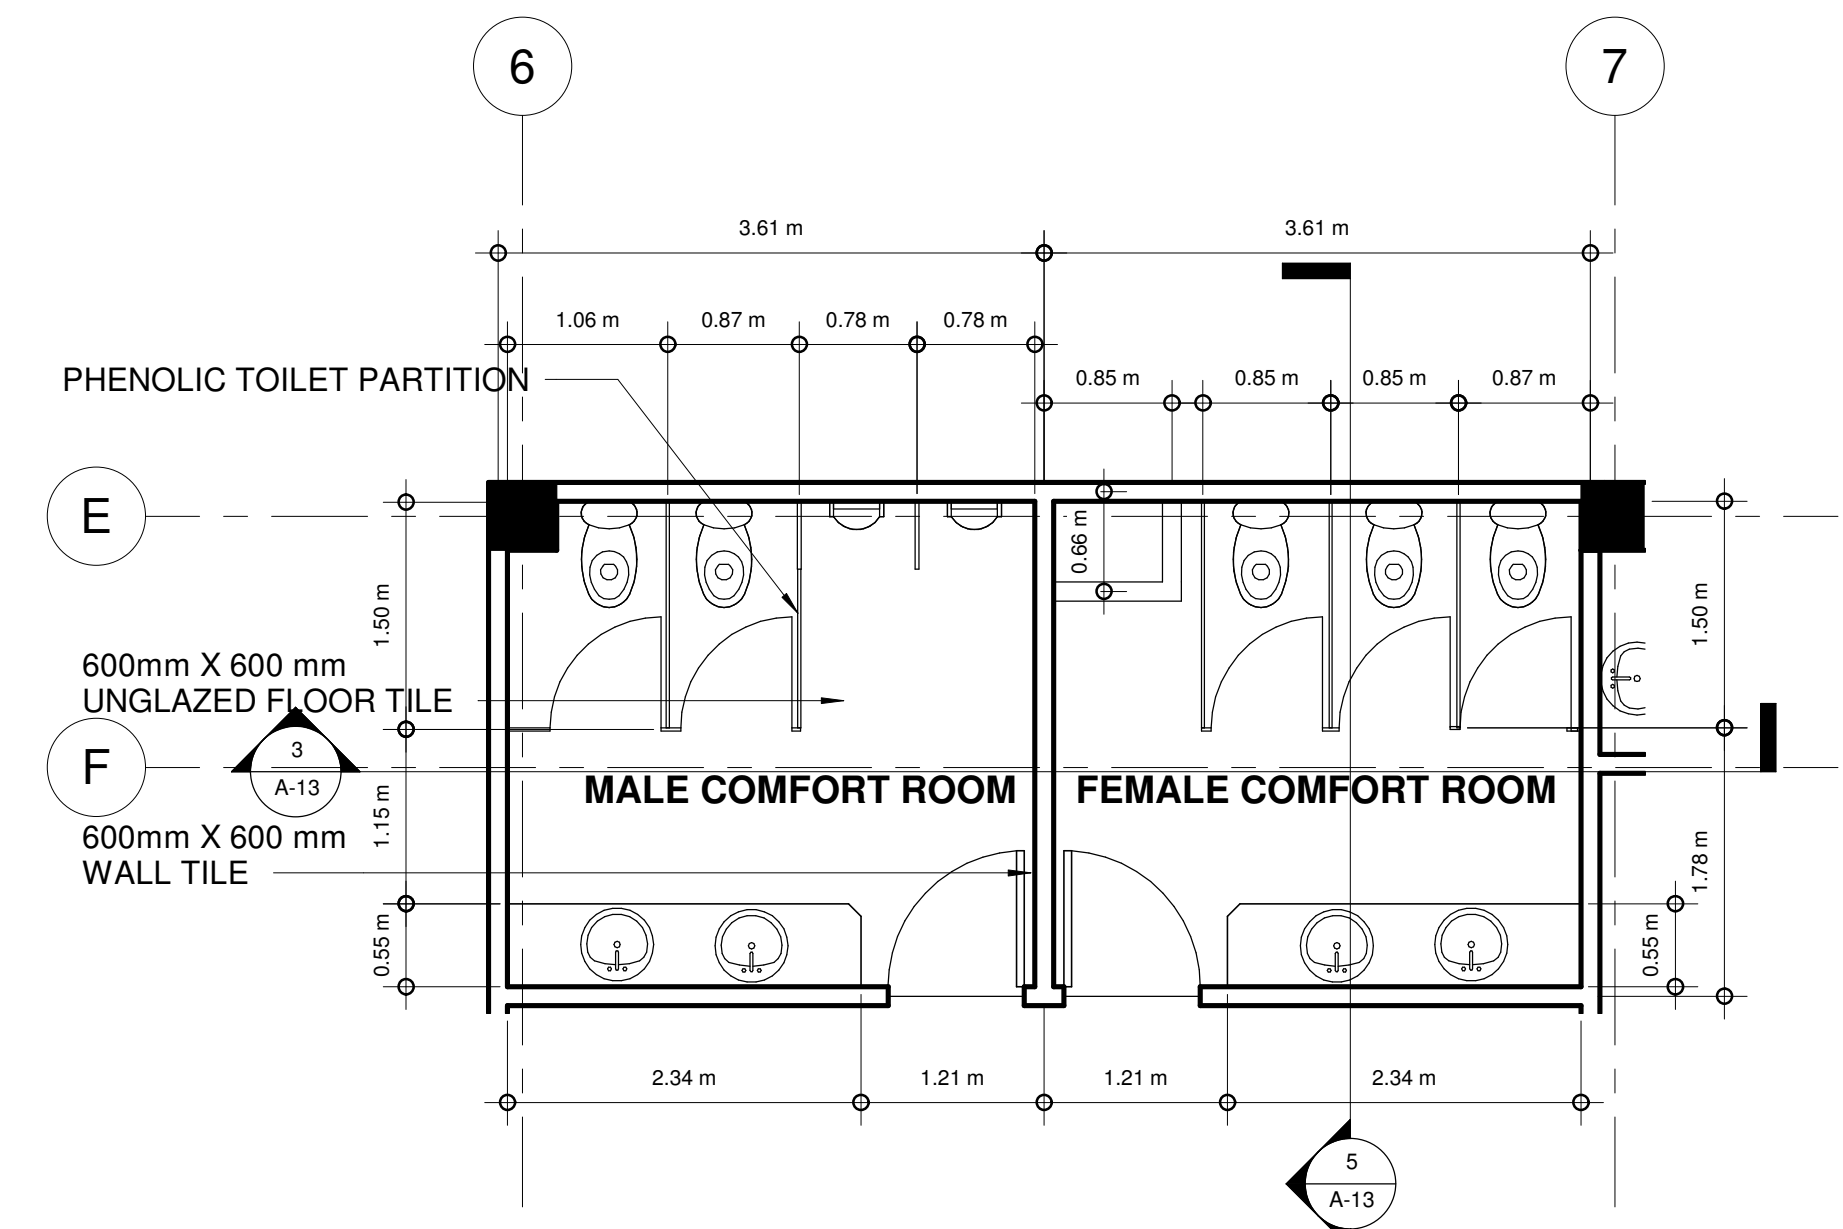 6
7
3.61 m
3.61 m
1.06 m
0.87 m
0.78 m
0.78 m
0.85 m
0.85 m
0.85 m
0.87 m
PHENOLIC TOILET PARTITION
E
0.66 m
1.50 m
1.50 m
600mm X 600 mm
UNGLAZED FLOOR TILE
F
3
A-13
MALE COMFORT ROOM
FEMALE COMFORT ROOM
1.15 m
600mm X 600 mm
WALL TILE
1.78 m
0.55 m
0.55 m
2.34 m
1.21 m
1.21 m
2.34 m
5
A-13